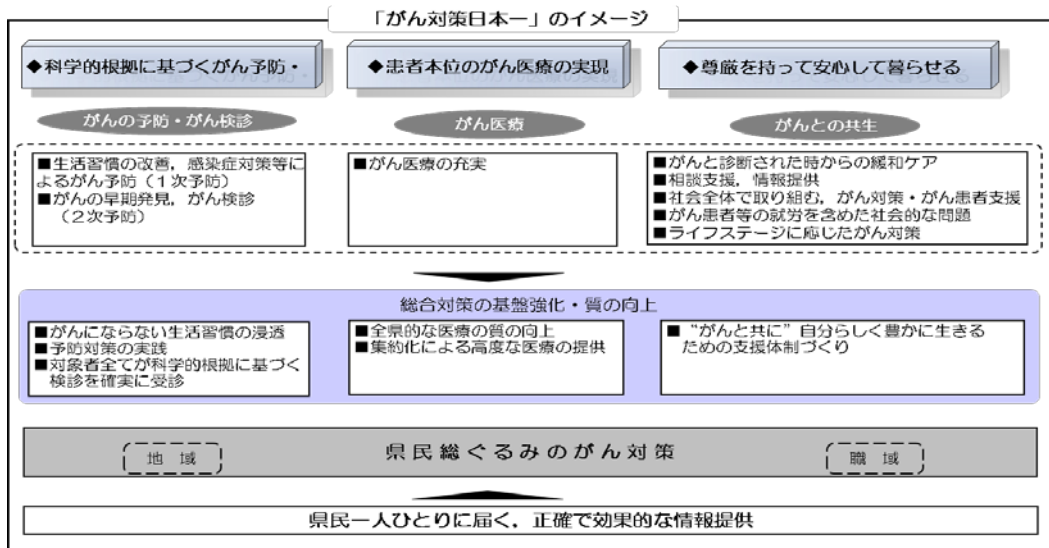 「がん対策日本一」のイメージ
◆科学的根拠に基づくがん予防・
◆患者本位のがん医療の実現
◆尊厳を持って安心して暮らせる
がんの予防・がん検診
がん医療
がんとの共生
■生活習慣の改善，感染症対策等に
よるがん予防（１次予防）
■がんの早期発見，がん検診
（２次予防）
■がん医療の充実
■がんと診断された時からの緩和ケア
■相談支援，情報提供
■社会全体で取り組む，がん対策・がん患者支援
■がん患者等の就労を含めた社会的な問題
■ライフステージに応じたがん対策
総合対策の基盤強化・質の向上
■がんにならない生活習慣の浸透
■予防対策の実践
■対象者全てが科学的根拠に基づく
検診を確実に受診
■全県的な医療の質の向上
■集約化による高度な医療の提供
■“がんと共に”自分らしく豊かに生きる
ための支援体制づくり
地 域
県民総ぐるみのがん対策
職 域
県民一人ひとりに届く，正確で効果的な情報提供